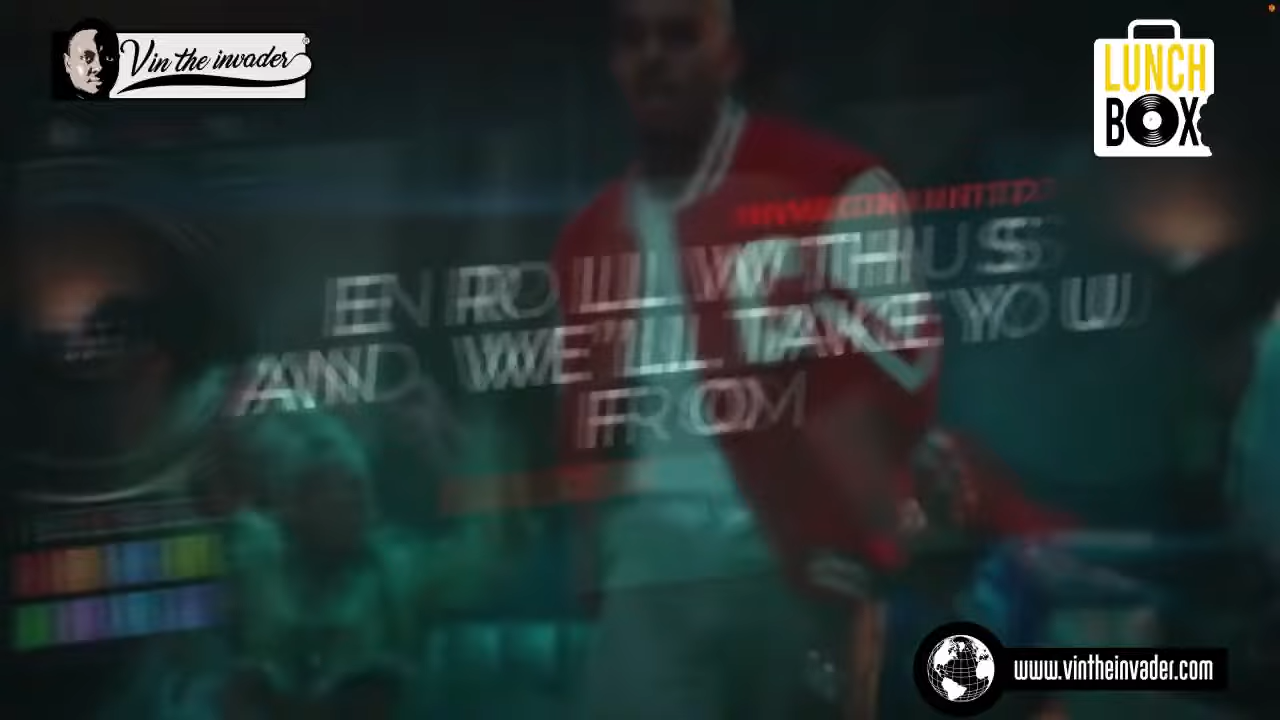 Vin the invader
LUNCH
BOX
ENROLL WITH US
AND WE'LL TAKE YOU
FROM
www.vintheinvader.com